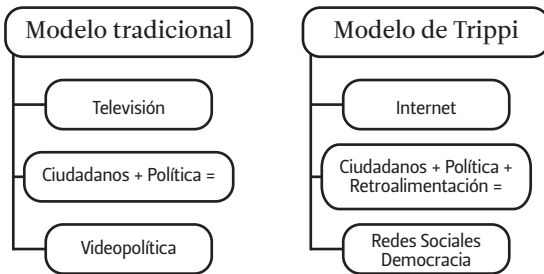 Modelo tradicional
Televisión
Ciudadanos + Política =
Videopolítica
Modelo de Trippi
Internet
Ciudadanos + Política +
Retroalimentación =
Redes Sociales
Democracia